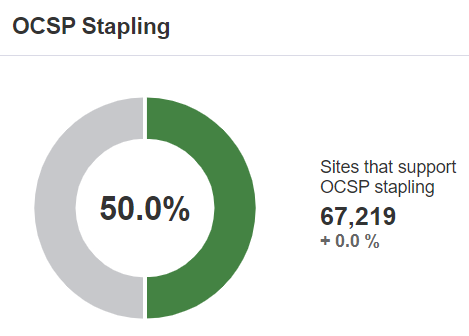 OCSP Stapling
50.0%
Sites that support
OCSP stapling
67,219
+ 0.0 %